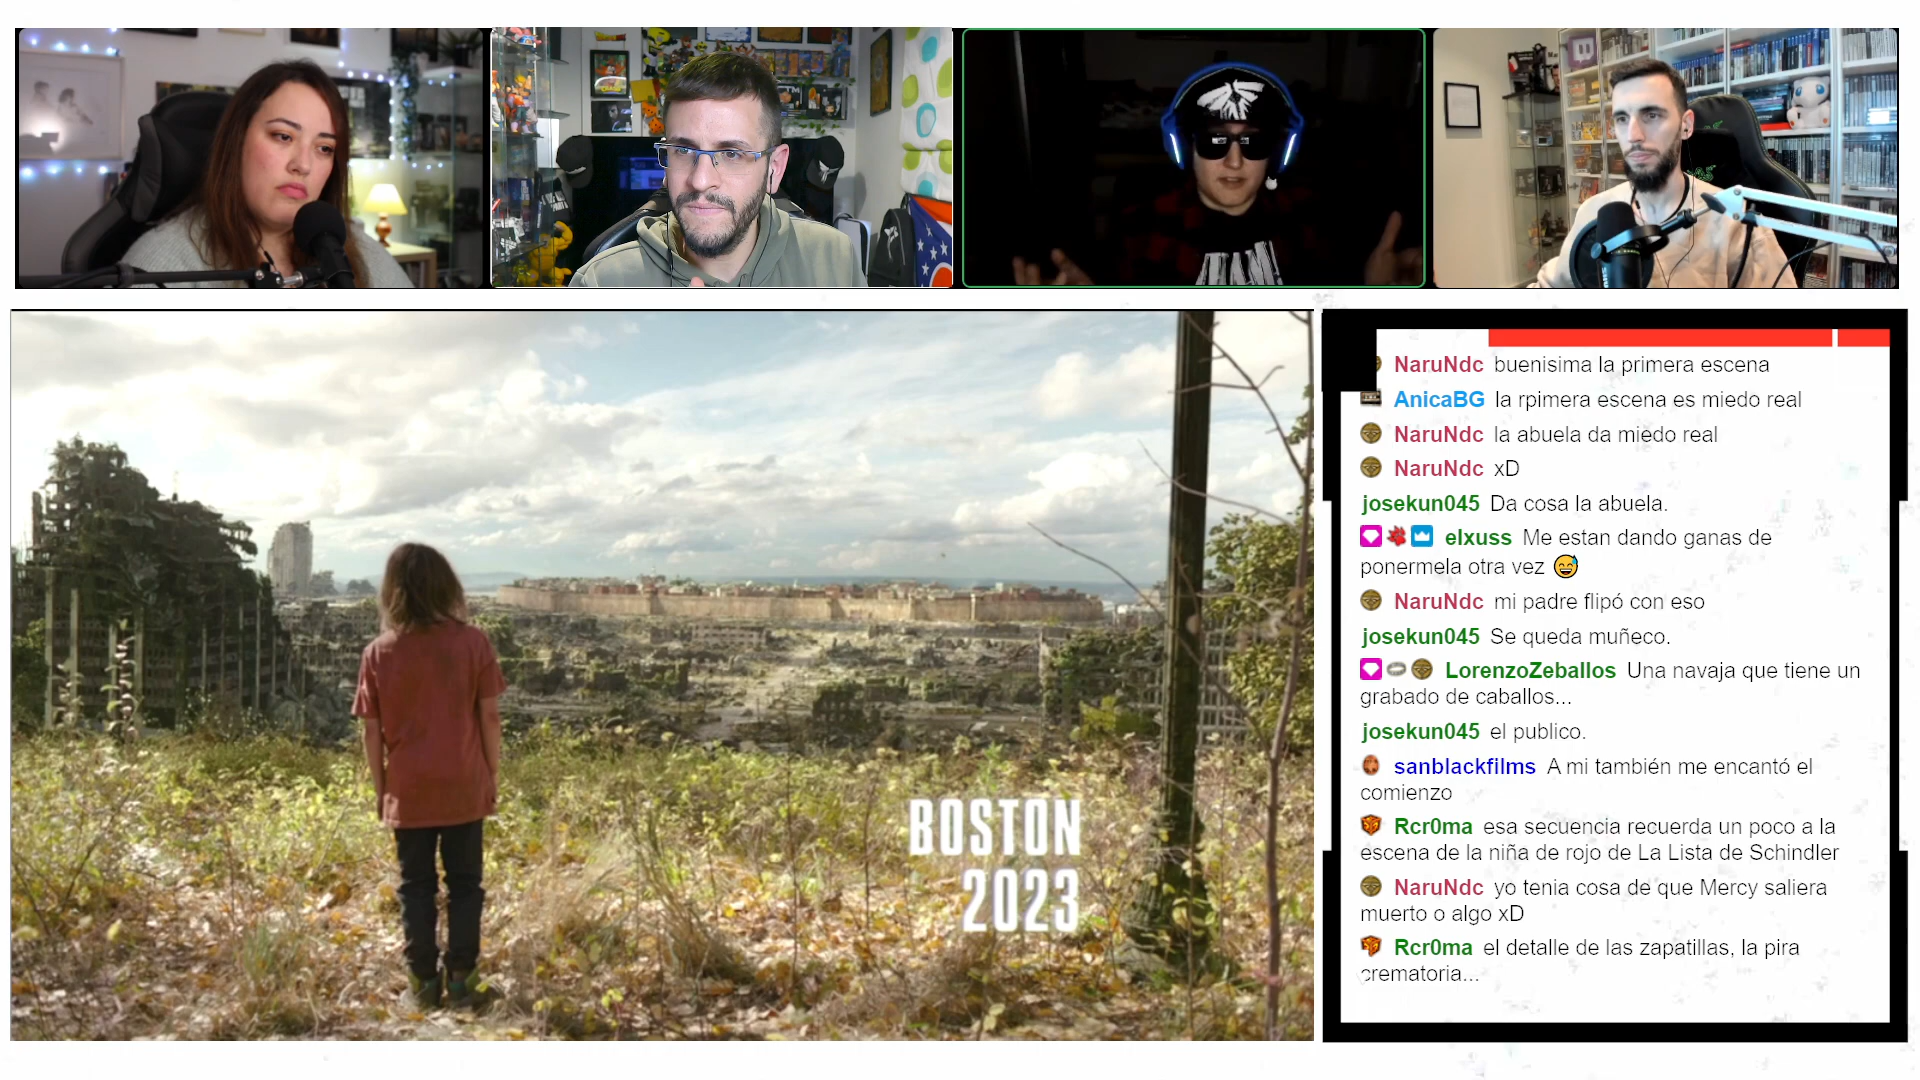 BOSTON
2023
NaruNdc buenisima la primera escena
AnicaBG la rpimera escena es miedo real
NaruNdc la abuela da miedo real
NaruNdc xD
josekun045 Da cosa la abuela.
elxuss Me estan dando ganas de
ponermela otra vez 😅
NaruNdc mi padre flipó con eso
josekun045 Se queda muñeco.
LorenzoZeballos Una navaja que tiene un
grabado de caballos...
josekun045 el publico.
sanblackfilms A mi también me encantó el
comienzo
Rcr0ma esa secuencia recuerda un poco a la
escena de la niña de rojo de La Lista de Schindler
NaruNdc yo tenia cosa de que Mercy saliera
muerto o algo xD
Rcr0ma el detalle de las zapatillas, la pira
crematoria...